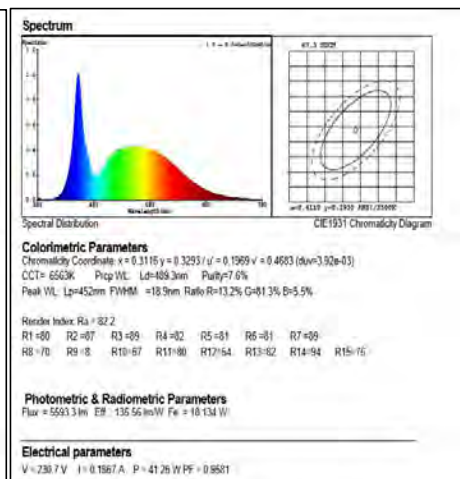 Spectrum
Spectral Distribution
CIE1931 Chromaticity Diagram
Colorimetric Parameters
Chromaticity Coordinate: x = 0.3116 y = 0.3293 / u' = 0.1969 v' = 0.4683 (duv=3.92e-03)
CCT= 6563K Prcp WL: Ld=489.3nm Purity=7.6%
Peak WL: Lp=452nm FWHM: =18.9nm Ratio:R=13.2% G=81.3% B=5.5%
Render Index: Ra = 82.2
R1 =80 R2 =87 R3 =89 R4 =82 R5 =81 R6 =81 R7 =89
R8 =70 R9 =8 R10=67 R11=80 R12=54 R13=82 R14=94 R15=76
Photometric & Radiometric Parameters
Flux = 5593.3 lm Eff. : 135.56 lm/W Fe = 18.134 W
Electrical parameters
V = 230.7 V I = 0.1867 A P = 41.26 W PF = 0.9581